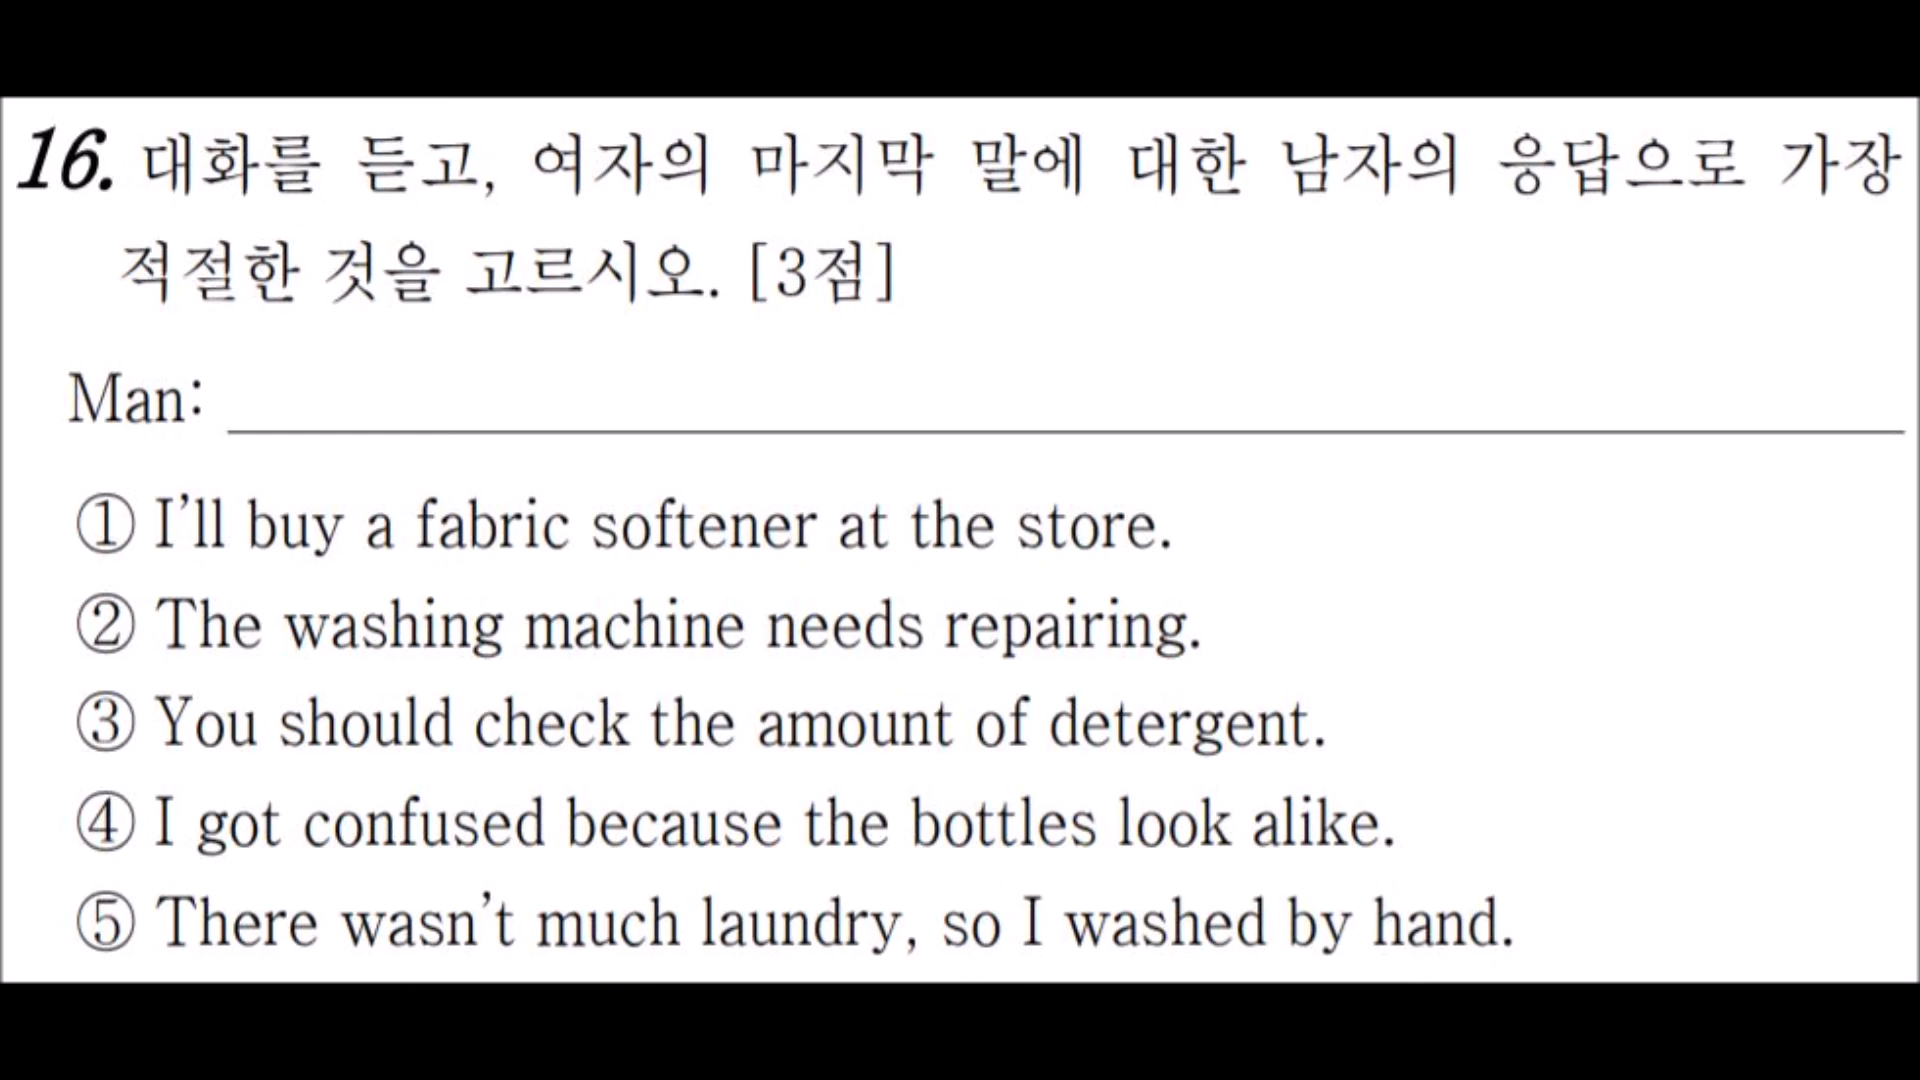 16. 대화를 듣고, 여자의 마지막 말에 대한 남자의 응답으로 가장
적절한 것을 고르시오. [3점]
Man:
① I’ll buy a fabric softener at the store.
② The washing machine needs repairing.
③ You should check the amount of detergent.
④ I got confused because the bottles look alike.
⑤ There wasn’t much laundry, so I washed by hand.